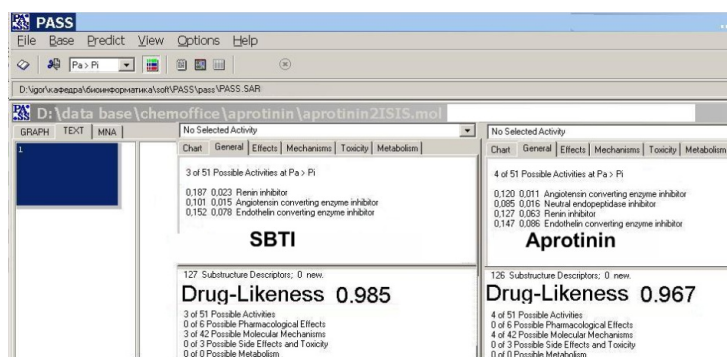 PASS
File Base Predict View Options Help
Pa > Pi
D:\igor\кафедра\биоинформатика\soft\PASS\pass\PASS.SAR
D:\data base\chemoffice\aprotinin\aprotinin2ISIS.mol
GRAPH TEXT MNA
1
No Selected Activity
Chart General Effects Mechanisms Toxicity Metabolism
3 of 51 Possible Activities at Pa > Pi
0,187 0,023 Renin inhibitor
0,101 0,015 Angiotensin converting enzyme inhibitor
0,152 0,078 Endothelin converting enzyme inhibitor
SBTI
127 Substructure Descriptors; 0 new.
Drug-Likeness 0.985
3 of 51 Possible Activities
0 of 6 Possible Pharmacological Effects
3 of 42 Possible Molecular Mechanisms
0 of 3 Possible Side Effects and Toxicity
0 of 0 Possible Metabolism
No Selected Activity
Chart General Effects Mechanisms Toxicity Metabolism
4 of 51 Possible Activities at Pa > Pi
0,120 0,011 Angiotensin converting enzyme inhibitor
0,085 0,016 Neutral endopeptidase inhibitor
0,127 0,063 Renin inhibitor
0,147 0,086 Endothelin converting enzyme inhibitor
Aprotinin
126 Substructure Descriptors; 0 new.
Drug-Likeness 0.967
4 of 51 Possible Activities
0 of 6 Possible Pharmacological Effects
4 of 42 Possible Molecular Mechanisms
0 of 3 Possible Side Effects and Toxicity
0 of 0 Possible Metabolism